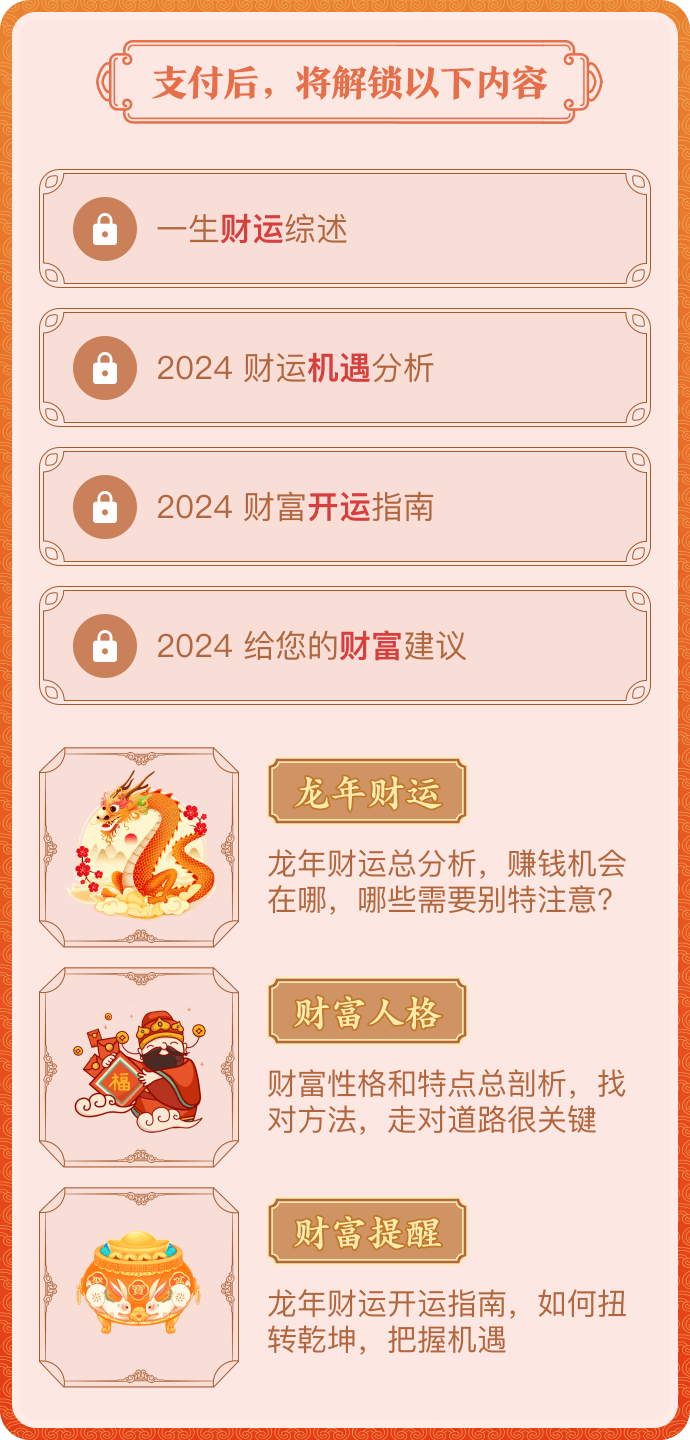 支付后，将解锁以下内容
一生财运综述
2024 财运机遇分析
2024 财富开运指南
2024 给您的财富建议
龙年财运
龙年财运总分析，赚钱机会
在哪，哪些需要别特注意？
财富人格
福
财富性格和特点总剖析，找
对方法，走对道路很关键
财富提醒
龙年财运开运指南，如何扭
转乾坤，把握机遇